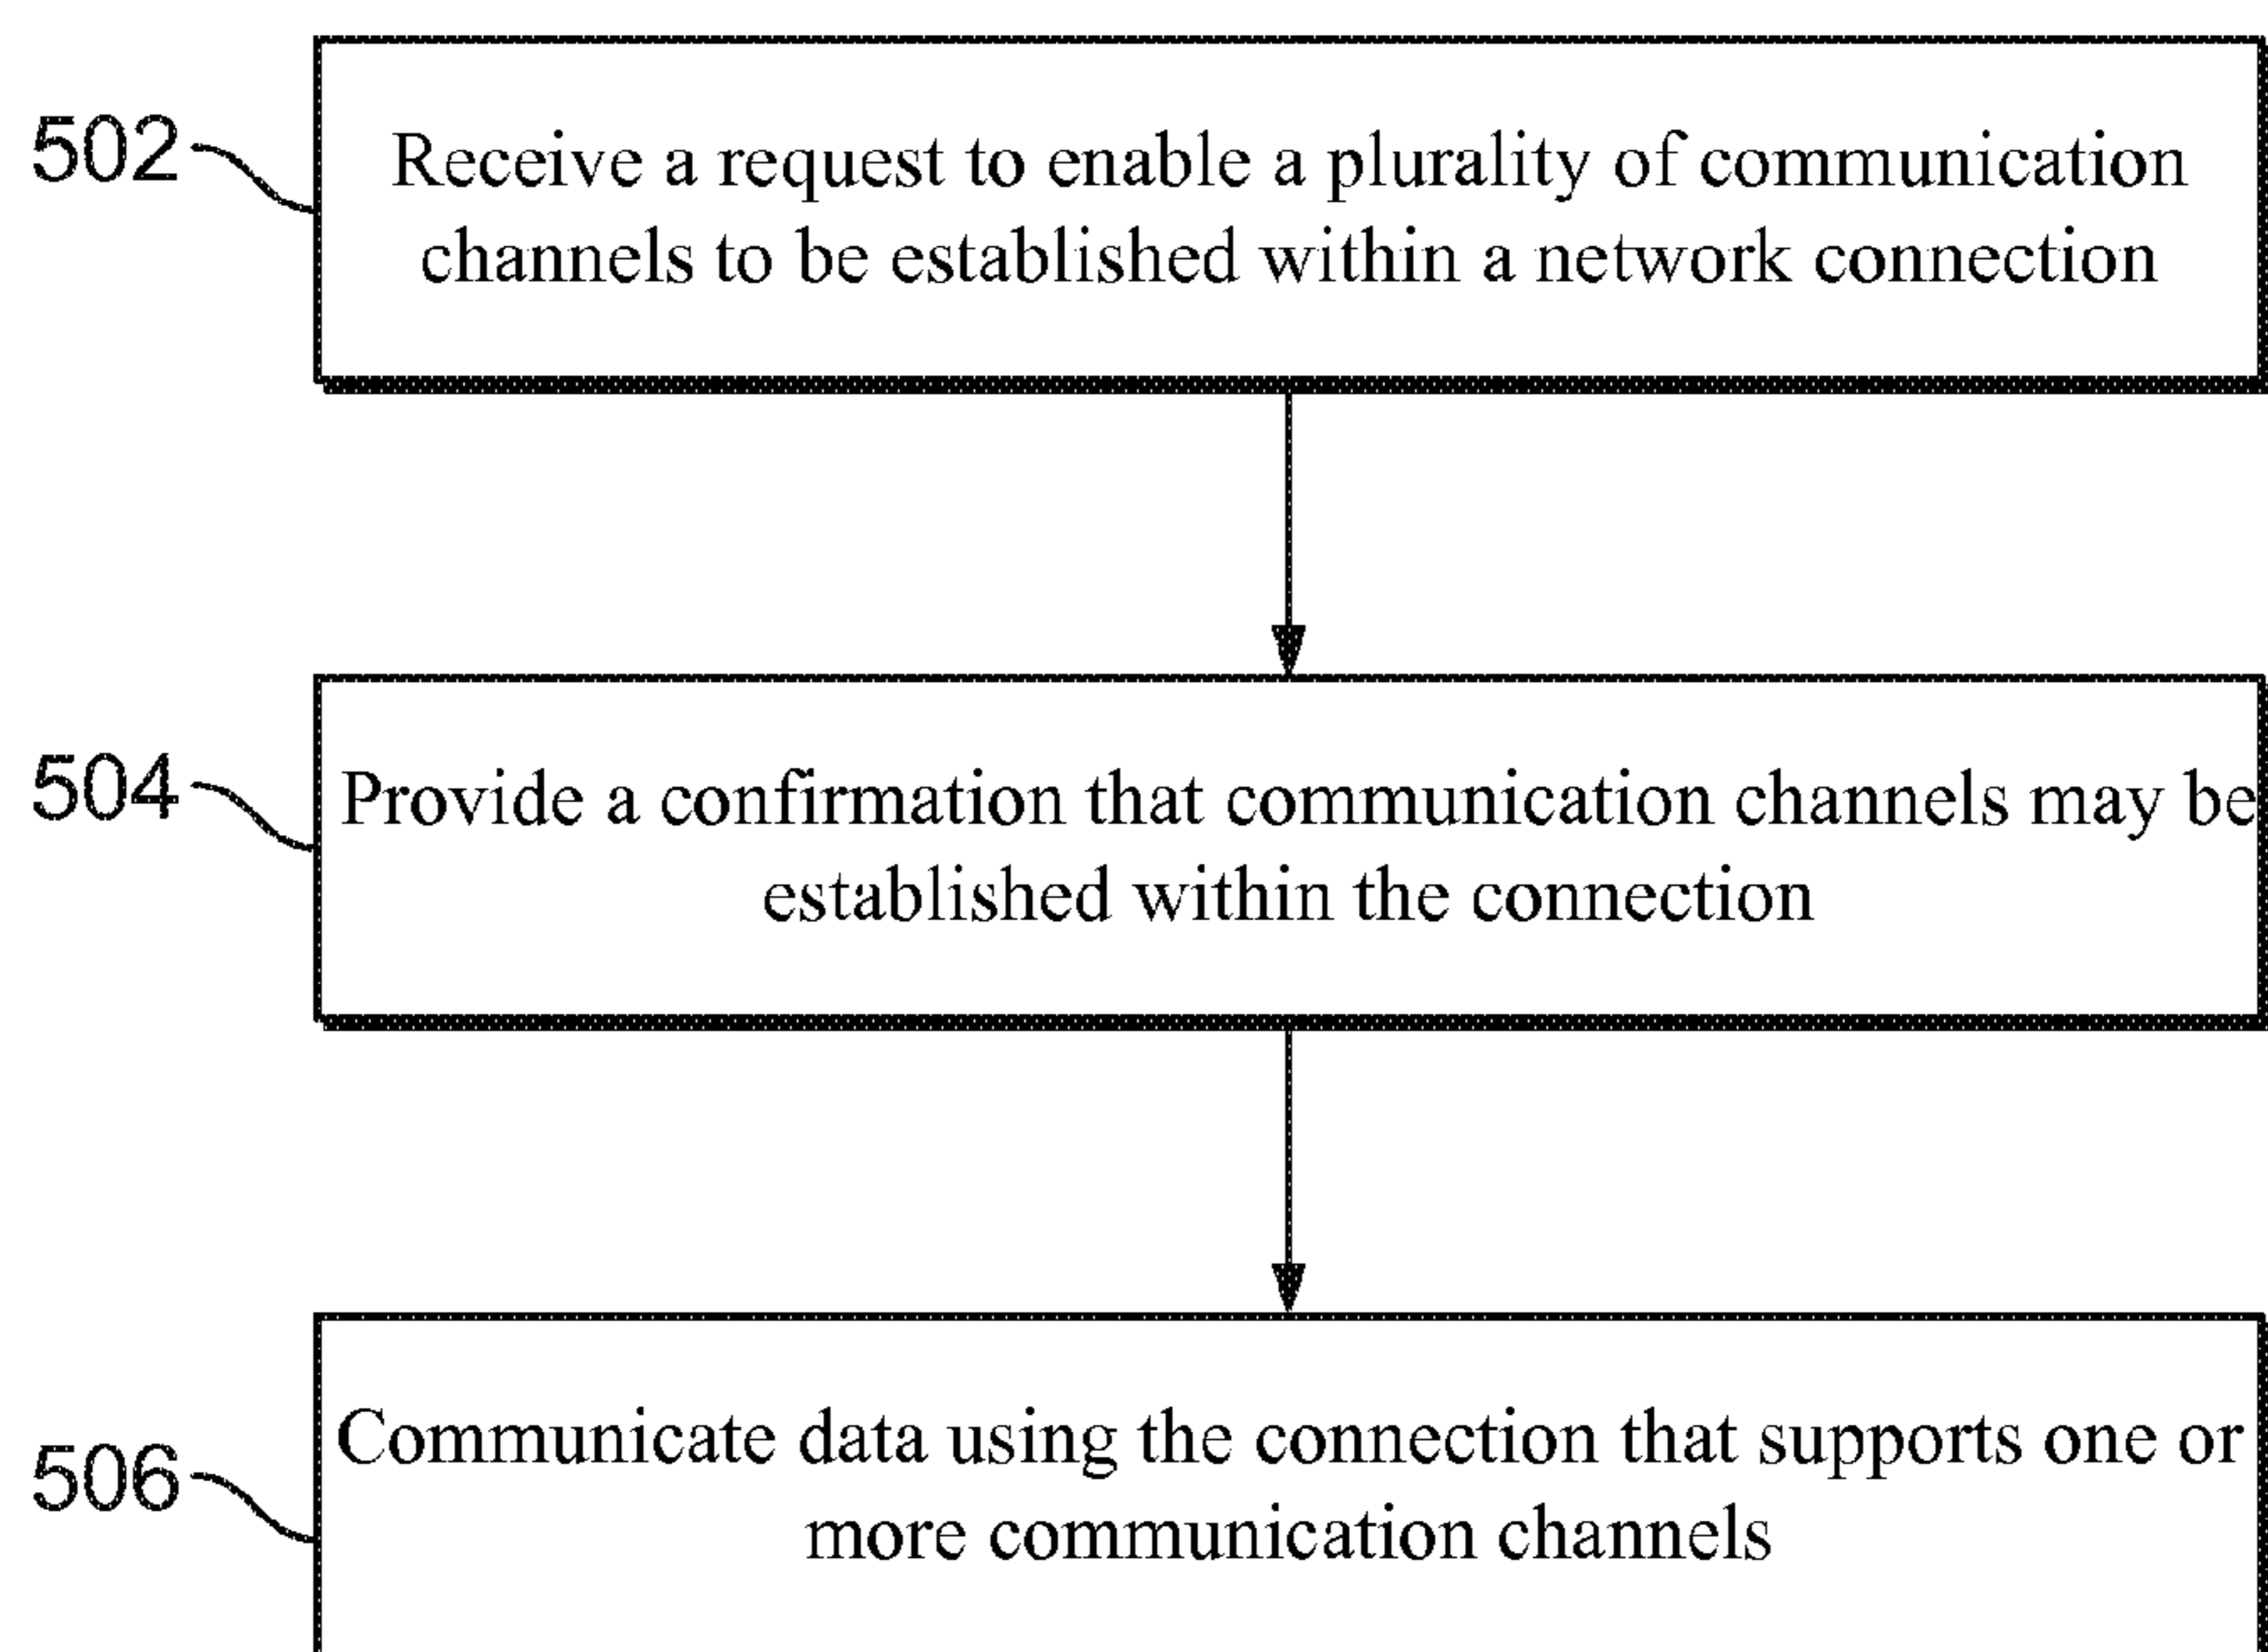 502
Receive a request to enable a plurality of communication
channels to be established within a network connection
504
Provide a confirmation that communication channels may be
established within the connection
506
Communicate data using the connection that supports one or
more communication channels